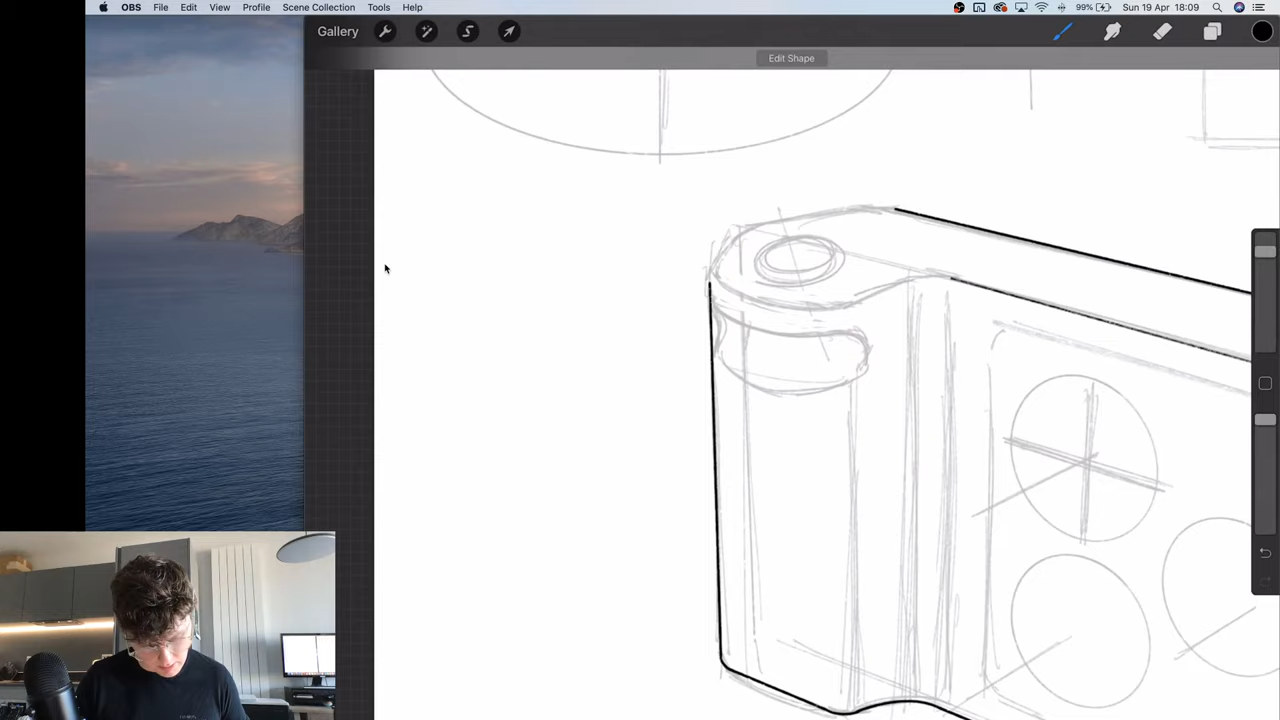 OBS File Edit View Profile Scene Collection Tools Help 99% Sun 19 Apr 18:09
Gallery
Edit Shape